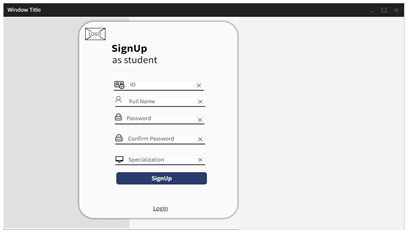 Window Title
LOGO
SignUp
as student
ID
Full Name
Password
Confirm Password
Specialization
SignUp
LogIn